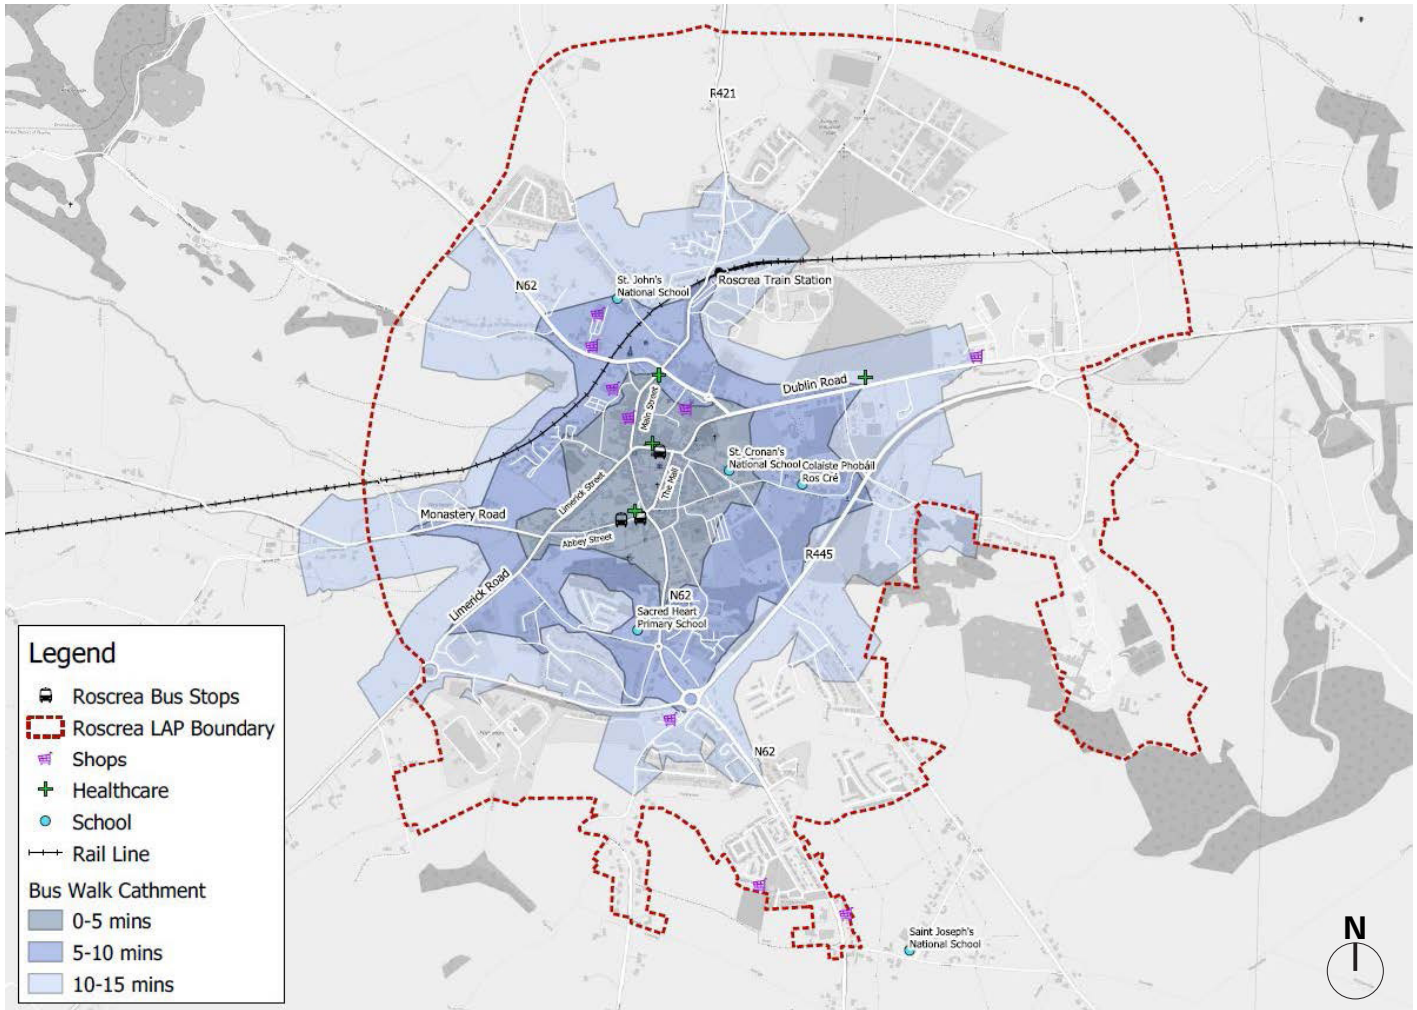 R421
N62
St. John's
National School
Roscrea Train Station
Dublin Road
Main Street
St. Cronan's
National School
Colaiste Phobáil
Ros Cré
The Mall
Limerick Street
Monastery Road
Abbey Street
R445
Limerick Road
N62
Sacred Heart
Primary School
N62
Saint Joseph's
National School
Legend
Roscrea Bus Stops
Roscrea LAP Boundary
Shops
Healthcare
School
Rail Line
Bus Walk Cathment
0-5 mins
5-10 mins
10-15 mins
N